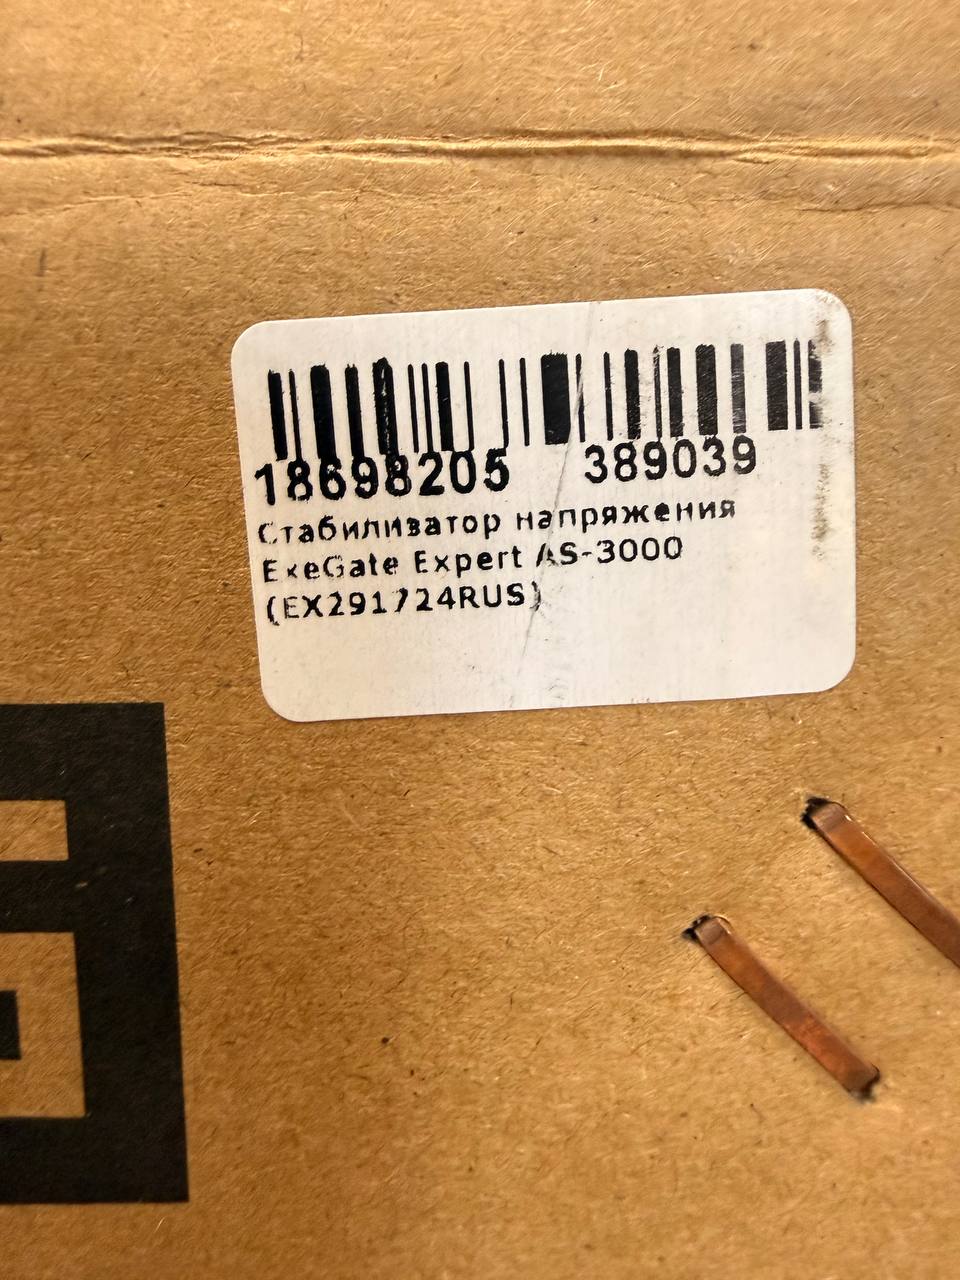 18698205 389039
Стабилизатор напряжения
ExeGate Expert AS-3000
(EX291724RUS)